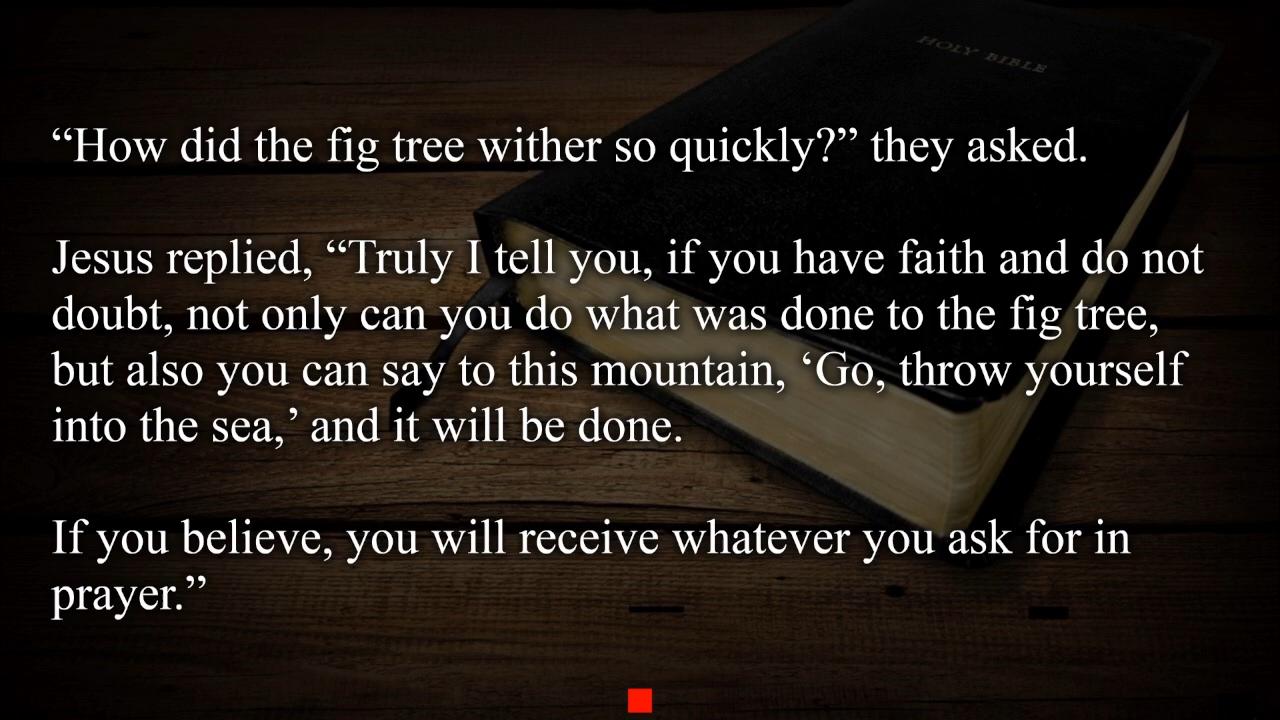 HOLY BIBLE
“How did the fig tree wither so quickly?” they asked.
Jesus replied, “Truly I tell you, if you have faith and do not
doubt, not only can you do what was done to the fig tree,
but also you can say to this mountain, ‘Go, throw yourself
into the sea,’ and it will be done.
If you believe, you will receive whatever you ask for in
prayer.”